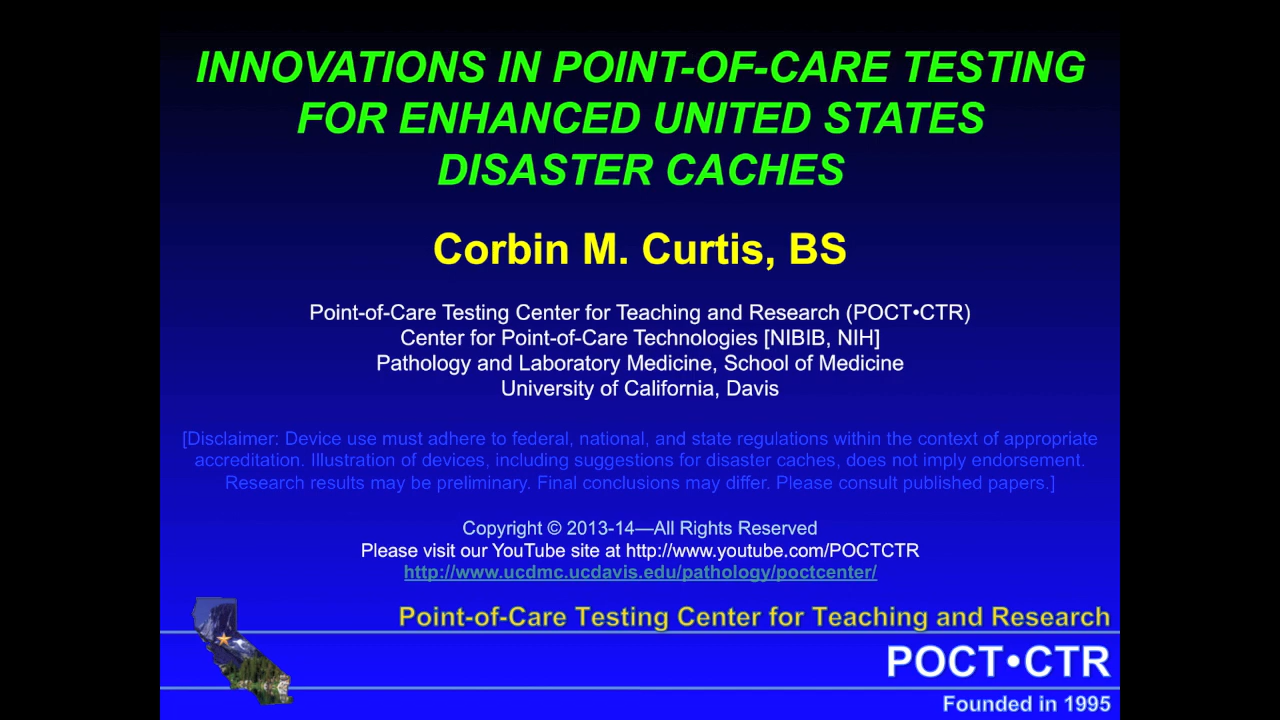 INNOVATIONS IN POINT-OF-CARE TESTING
FOR ENHANCED UNITED STATES
DISASTER CACHES
Corbin M. Curtis, BS
Point-of-Care Testing Center for Teaching and Research (POCT•CTR)
Center for Point-of-Care Technologies [NIBIB, NIH]
Pathology and Laboratory Medicine, School of Medicine
University of California, Davis
[Disclaimer: Device use must adhere to federal, national, and state regulations within the context of appropriate
accreditation. Illustration of devices, including suggestions for disaster caches, does not imply endorsement.
Research results may be preliminary. Final conclusions may differ. Please consult published papers.]
Copyright © 2013-14—All Rights Reserved
Please visit our YouTube site at http://www.youtube.com/POCTCTR
http://www.ucdmc.ucdavis.edu/pathology/poctcenter/
Point-of-Care Testing Center for Teaching and Research
POCT•CTR
Founded in 1995